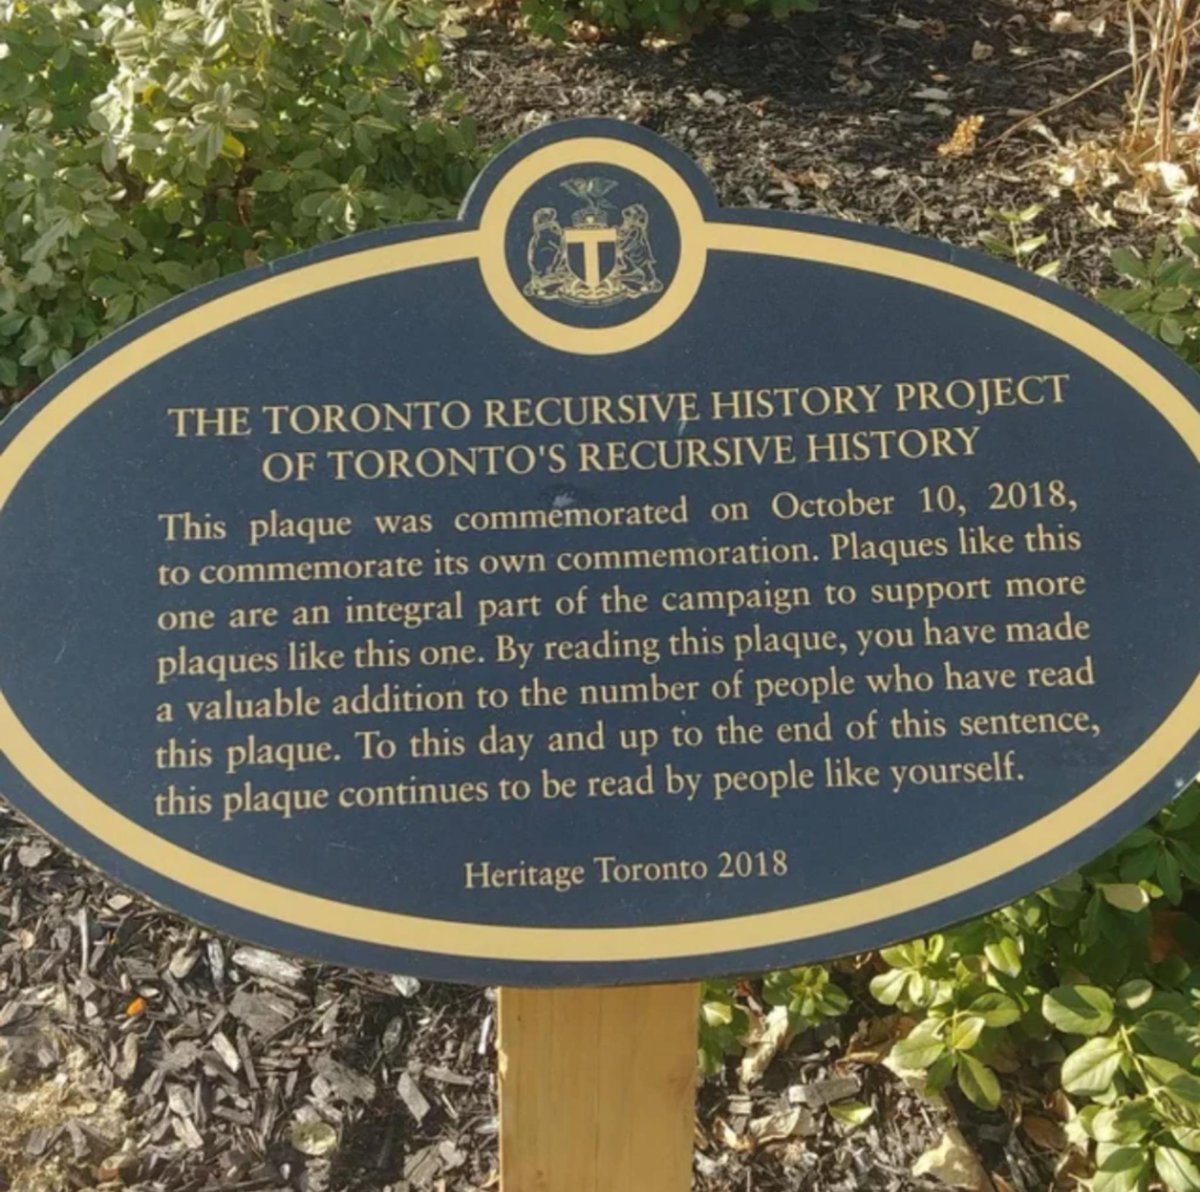 T
THE TORONTO RECURSIVE HISTORY PROJECT
OF TORONTO'S RECURSIVE HISTORY
This plaque was commemorated on October 10, 2018,
to commemorate its own commemoration. Plaques like this
one are an integral part of the campaign to support more
plaques like this one. By reading this plaque, you have made
a valuable addition to the number of people who have read
this plaque. To this day and up to the end of this sentence,
this plaque continues to be read by people like yourself.
Heritage Toronto 2018